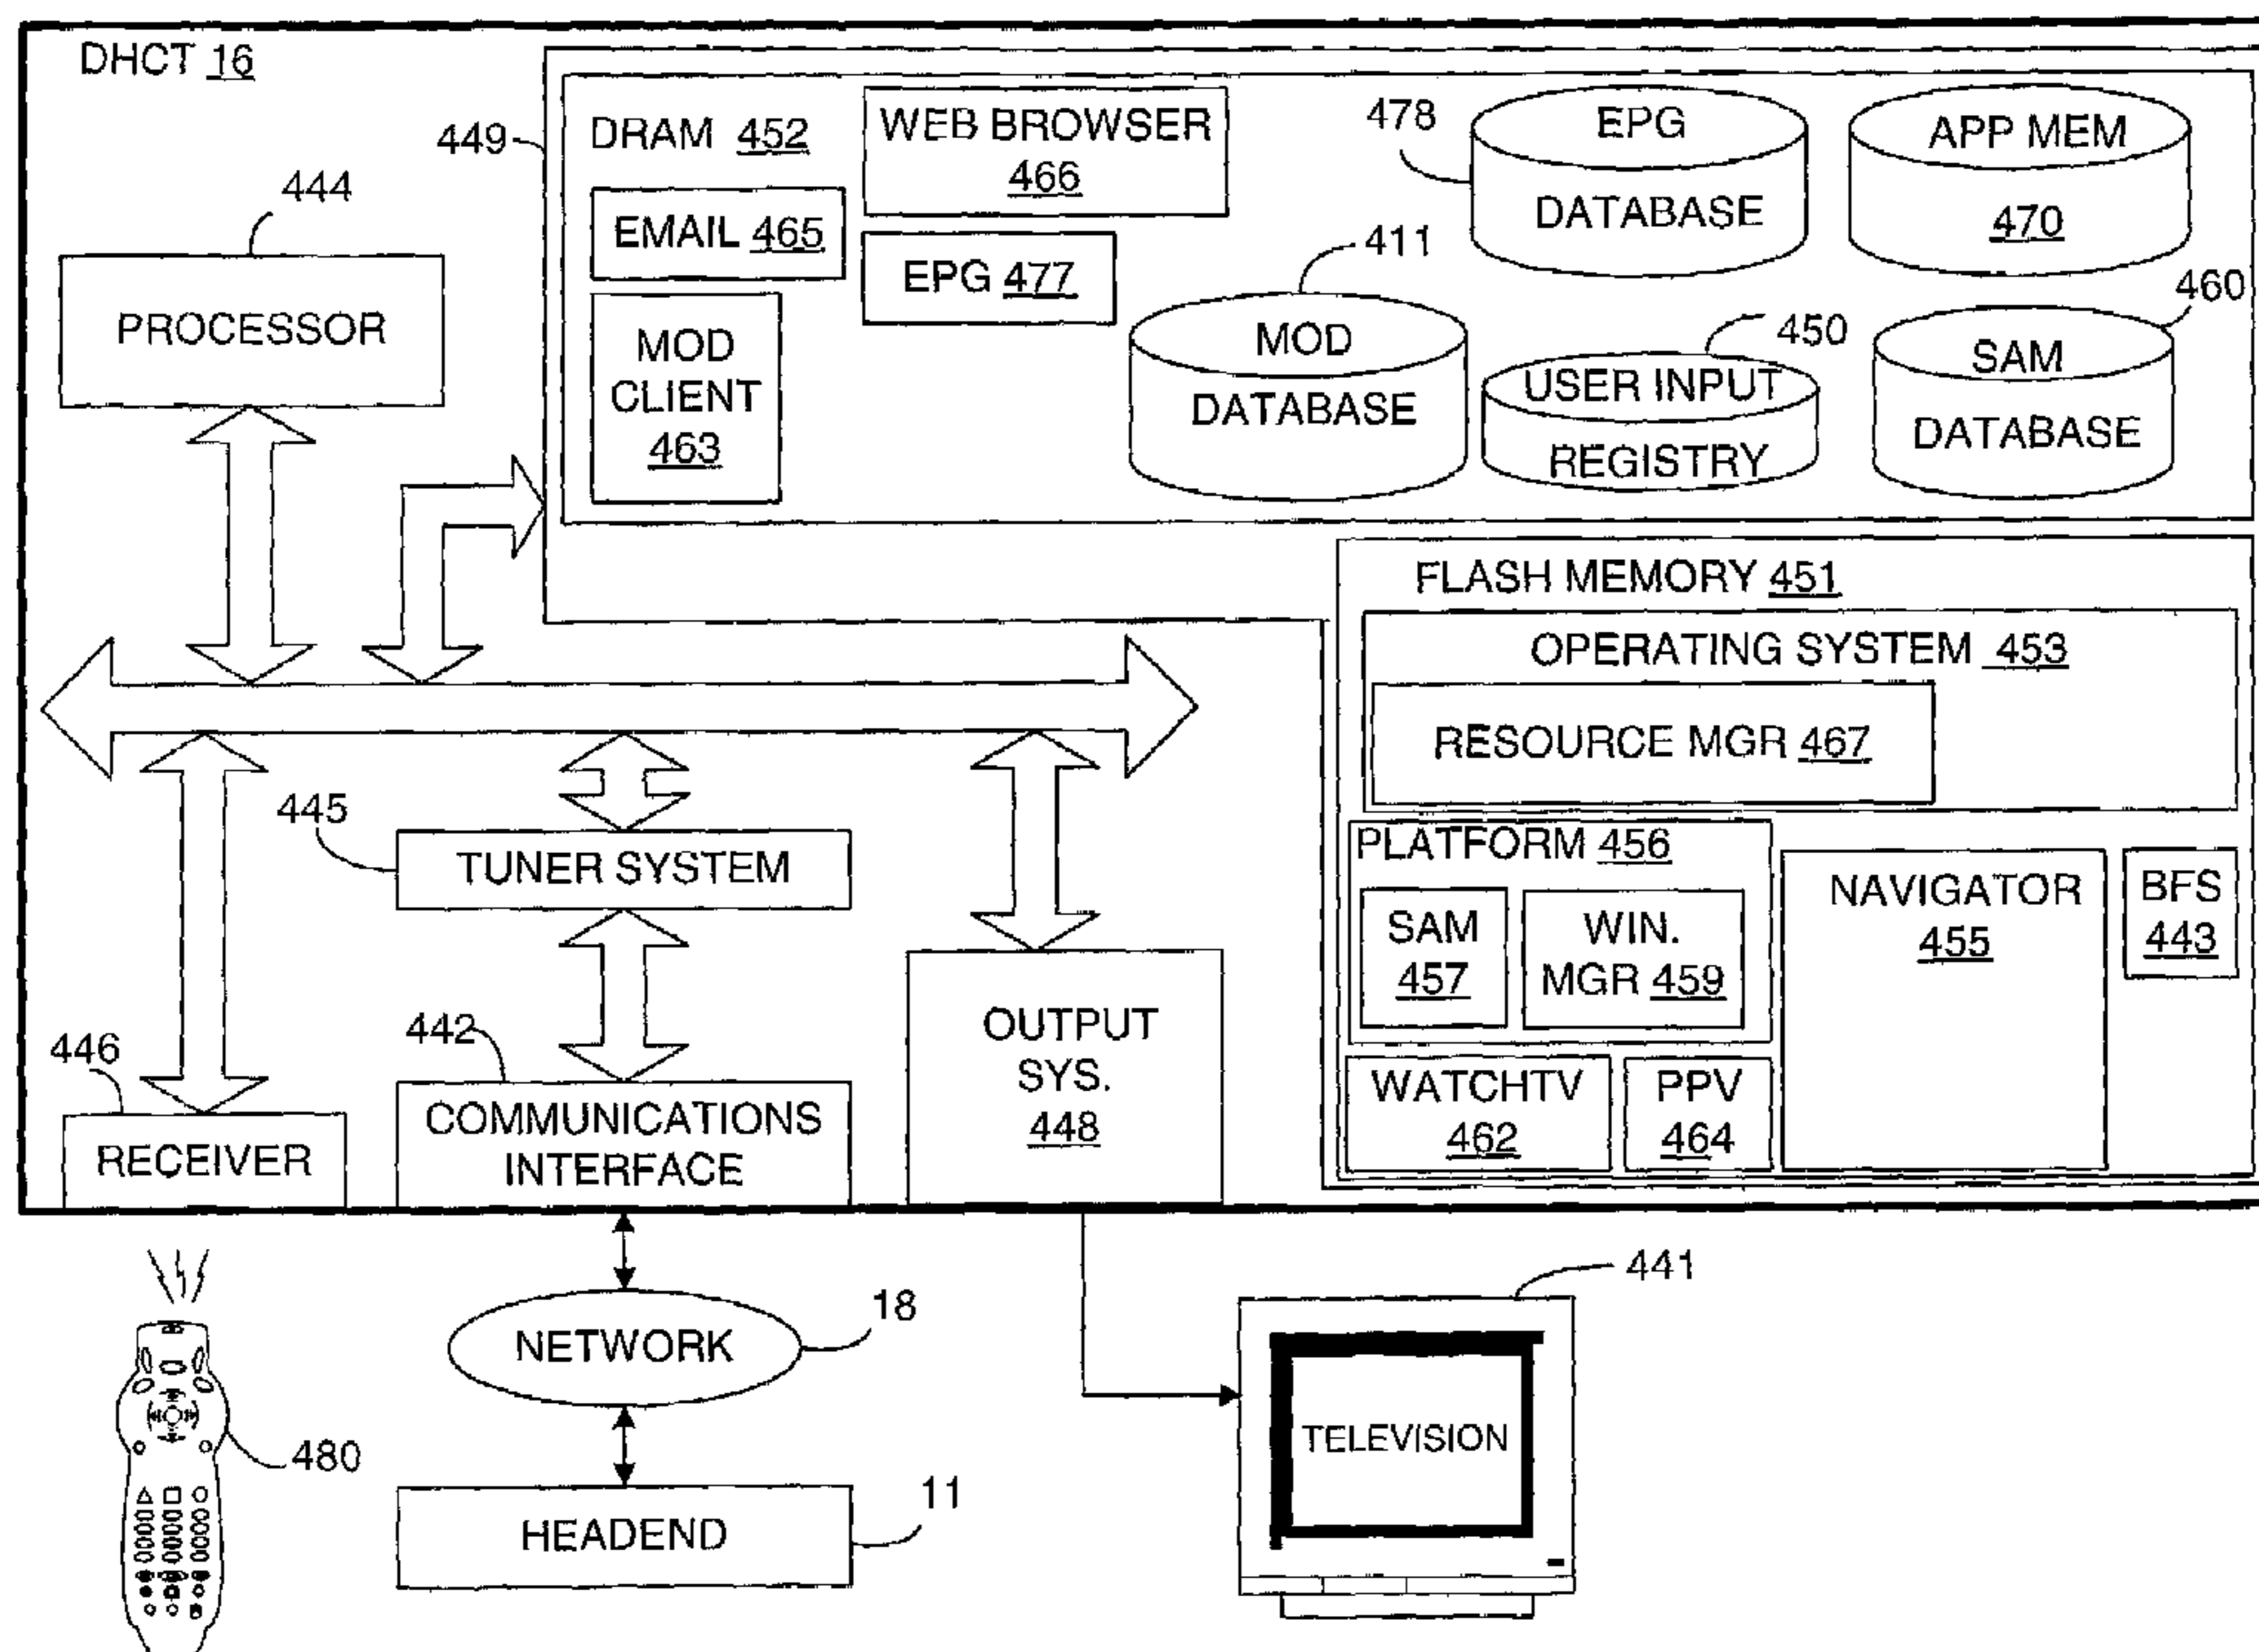 DHCT 16
449
DRAM 452
WEB BROWSER
466
478
EPG
DATABASE
APP MEM
470
444
EMAIL 465
EPG 477
411
460
PROCESSOR
MOD
CLIENT
463
MOD
DATABASE
450
USER INPUT
REGISTRY
SAM
DATABASE
FLASH MEMORY 451
OPERATING SYSTEM 453
RESOURCE MGR 467
445
TUNER SYSTEM
PLATFORM 456
SAM
457
WIN.
MGR 459
NAVIGATOR
455
BFS
443
446
RECEIVER
442
COMMUNICATIONS
INTERFACE
OUTPUT
SYS.
448
WATCHTV
462
PPV
464
441
18
NETWORK
TELEVISION
480
11
HEADEND